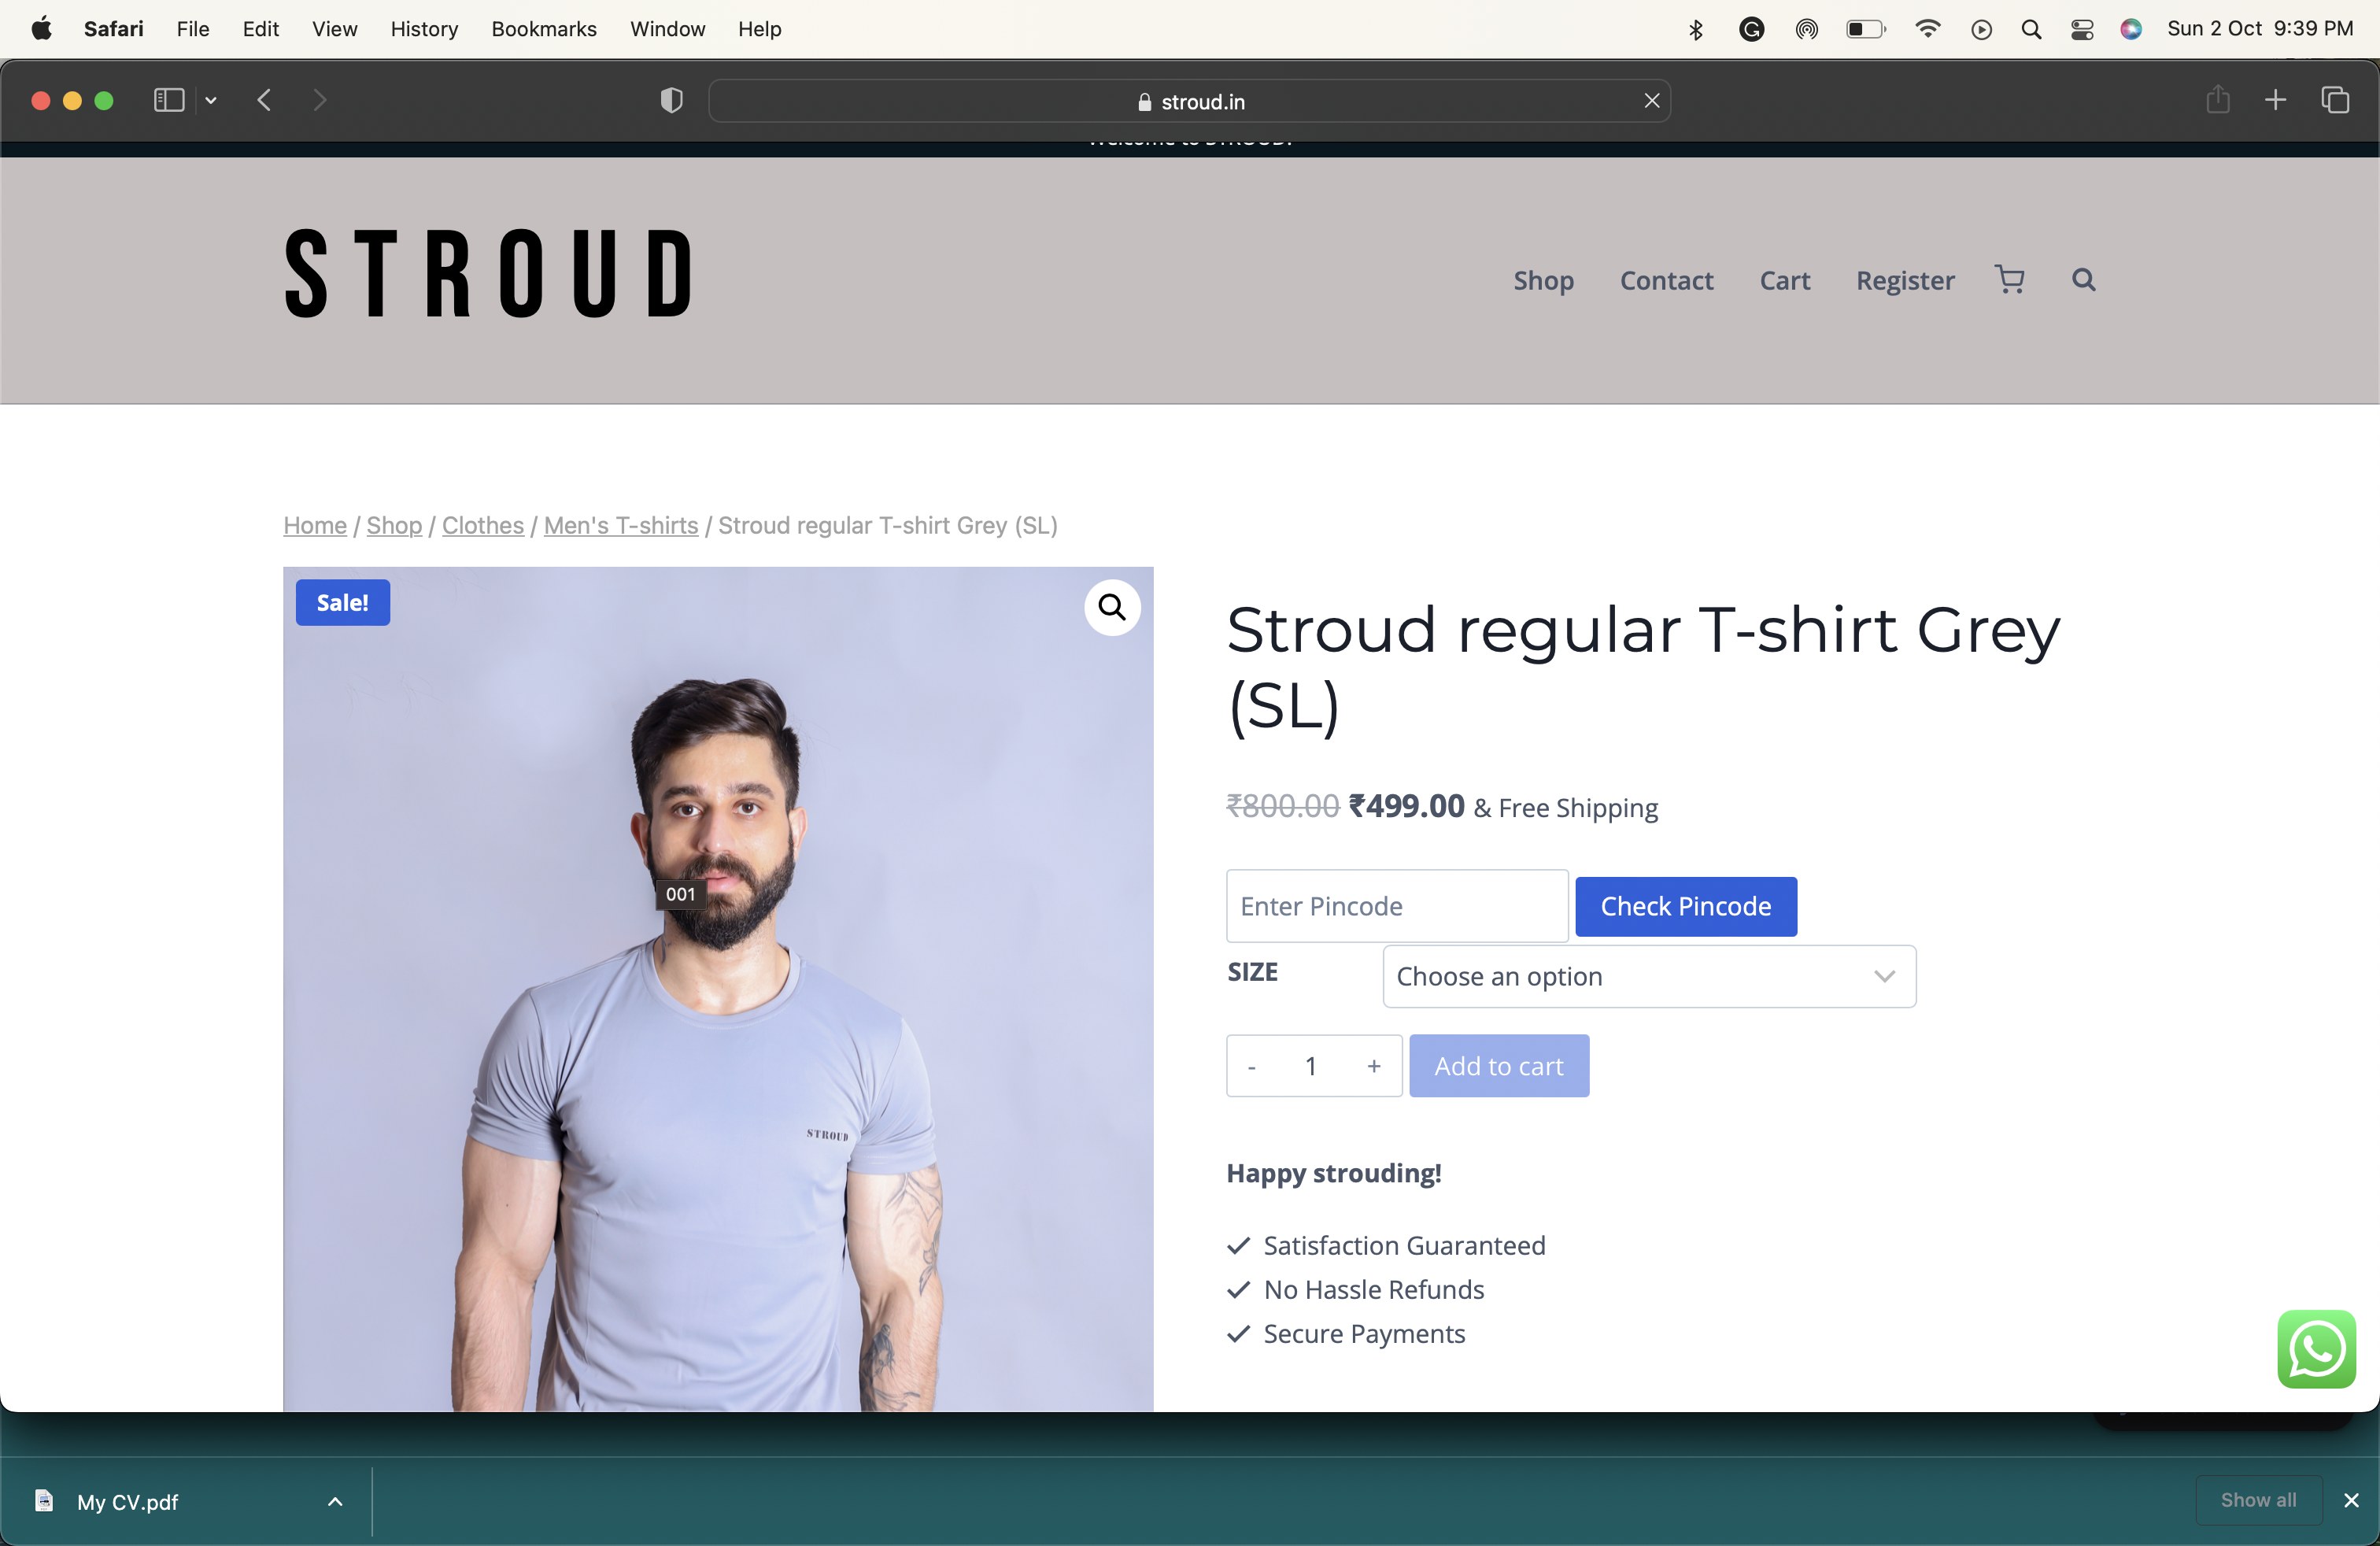 Safari File Edit View History Bookmarks Window Help Sun 2 Oct 9:39 PM
stroud.in
Welcome to STROUD!
STROUD
Shop Contact Cart Register
Home / Shop / Clothes / Men's T-shirts / Stroud regular T-shirt Grey (SL)
Sale!
001
STROUD
Stroud regular T-shirt Grey
(SL)
₹800.00 ₹499.00 & Free Shipping
Enter Pincode Check Pincode
SIZE Choose an option
- 1 + Add to cart
Happy strouding!
Satisfaction Guaranteed
No Hassle Refunds
Secure Payments
My CV.pdf Show all